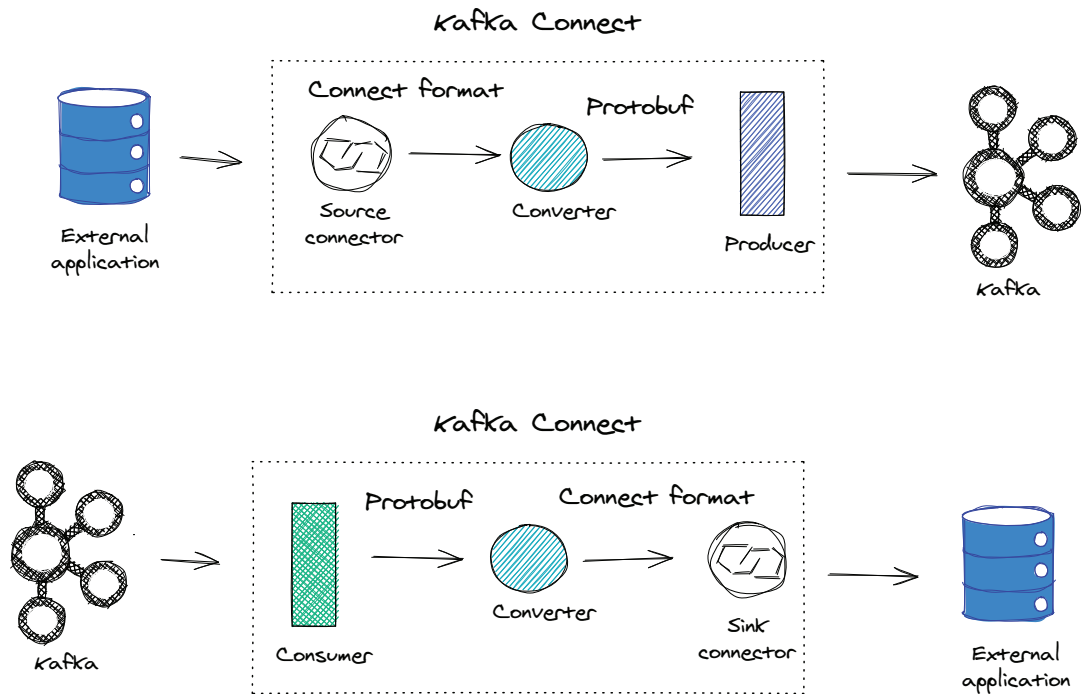 Kafka Connect
Connect format
Protobuf
Source
connector
Converter
Producer
External
application
Kafka
Kafka Connect
Protobuf
Connect format
Converter
Consumer
Sink
connector
Kafka
External
application